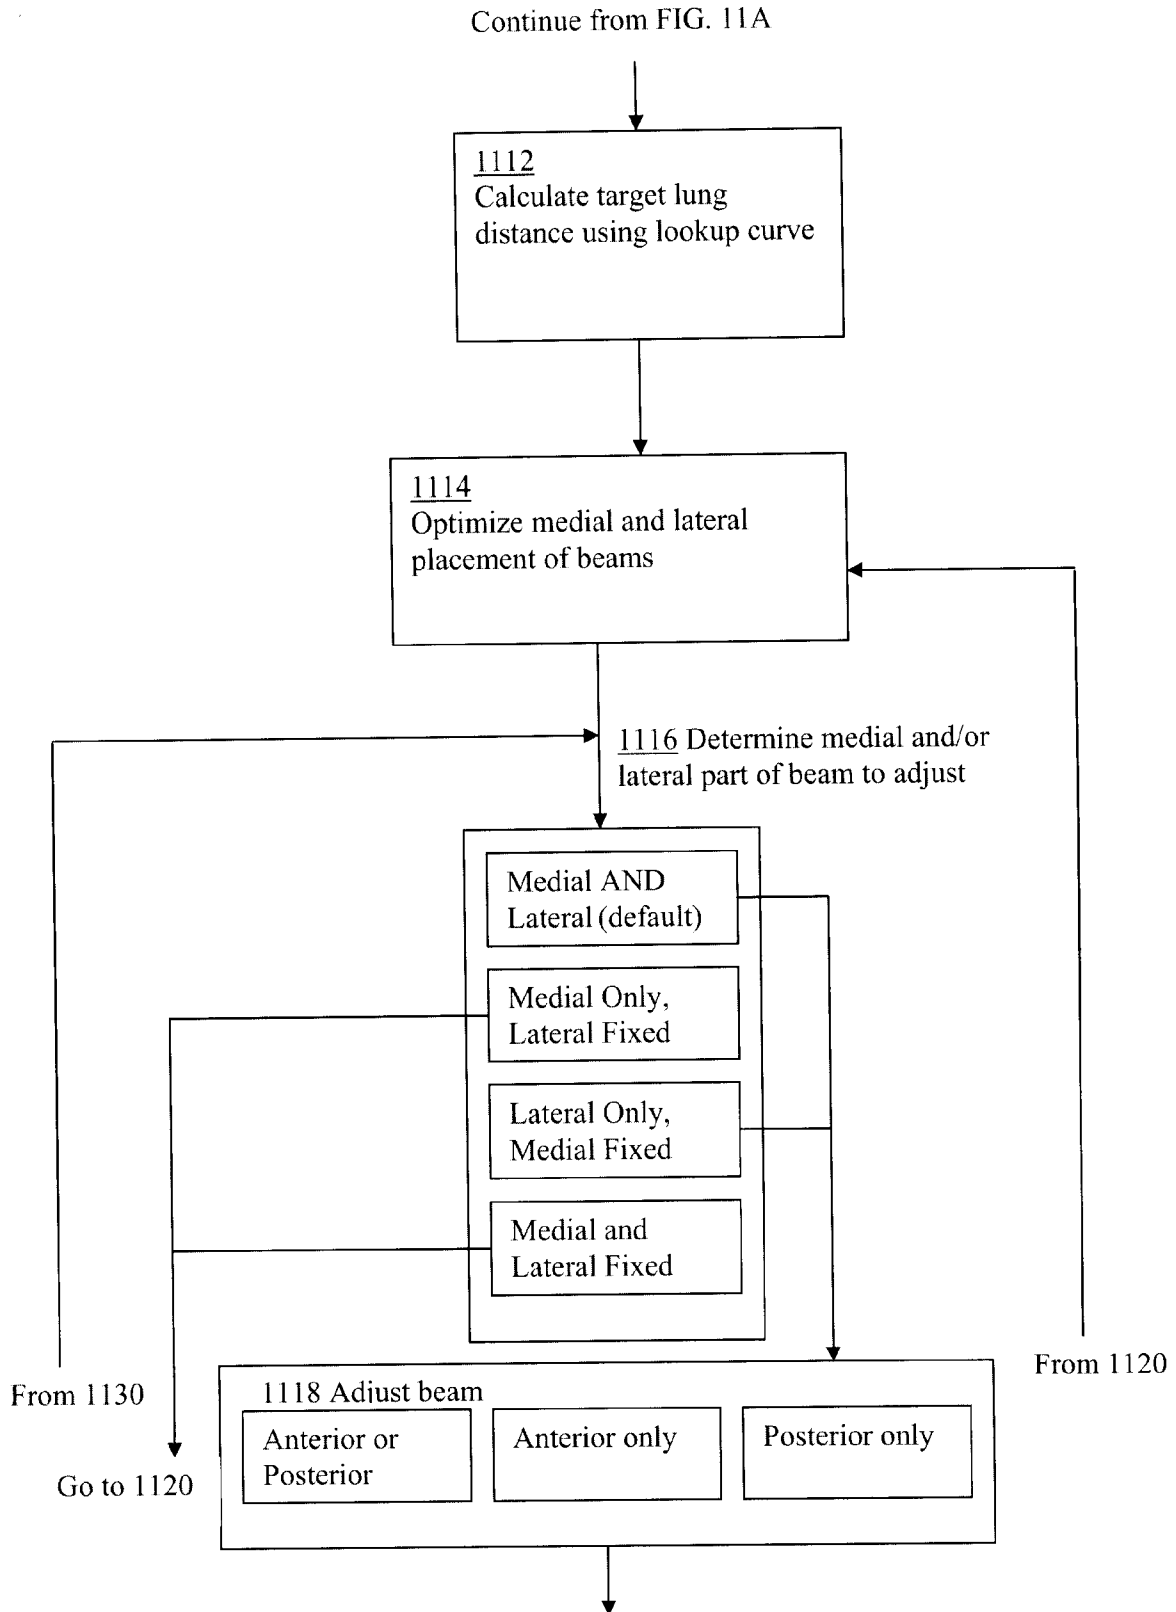 Continue from FIG. 11A
1112
Calculate target lung
distance using lookup curve
1114
Optimize medial and lateral
placement of beams
1116 Determine medial and/or
lateral part of beam to adjust
Medial AND
Lateral (default)
Medial Only,
Lateral Fixed
Lateral Only,
Medial Fixed
Medial and
Lateral Fixed
From 1120
From 1130
1118 Adjust beam
Anterior or
Posterior
Anterior only
Posterior only
Go to 1120